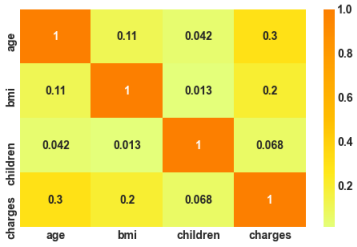 age 1 0.11 0.042 0.3
bmi 0.11 1 0.013 0.2
children 0.042 0.013 1 0.068
charges 0.3 0.2 0.068 1
age bmi children charges
1.0
0.8
0.6
0.4
0.2